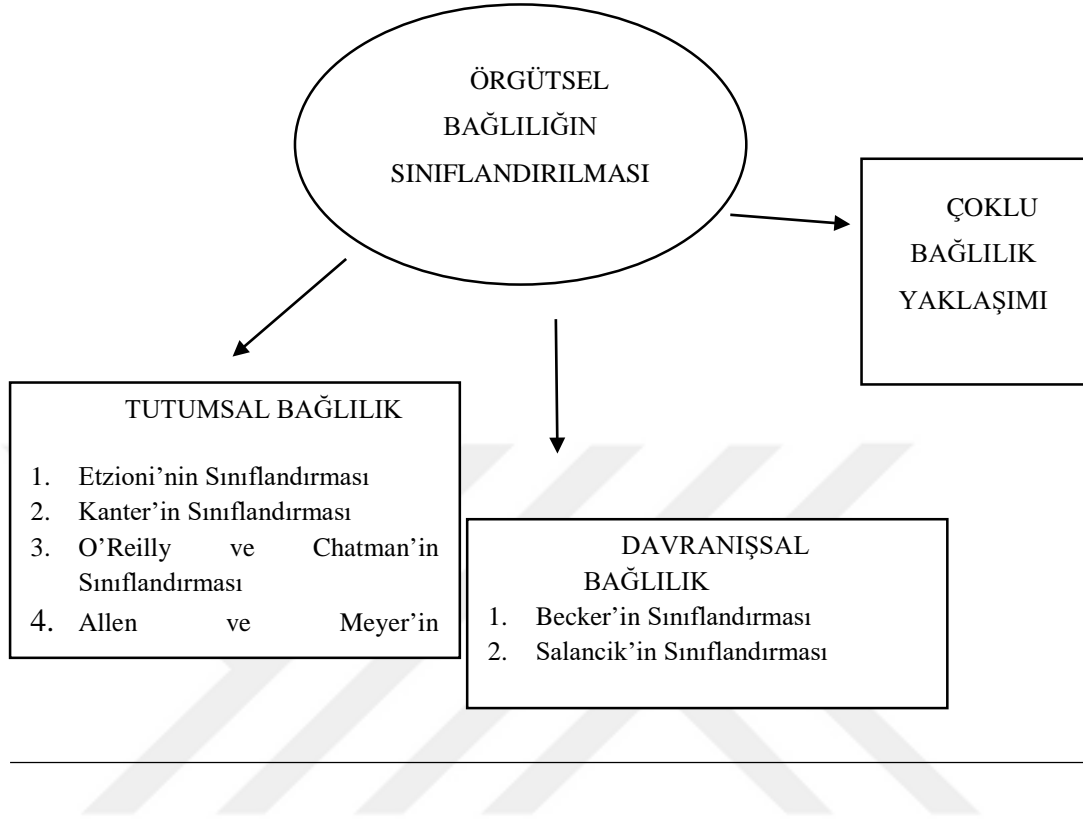 ÖRGÜTSEL
BAĞLILIĞIN
SINIFLANDIRILMASI
ÇOKLU
BAĞLILIK
YAKLAŞIMI
TUTUMSAL BAĞLILIK
1. Etzioni’nin Sınıflandırması
2. Kanter’in Sınıflandırması
3. O’Reilly ve Chatman’in
Sınıflandırması
4. Allen ve Meyer’in
DAVRANIŞSAL
BAĞLILIK
1. Becker’in Sınıflandırması
2. Salancik’in Sınıflandırması